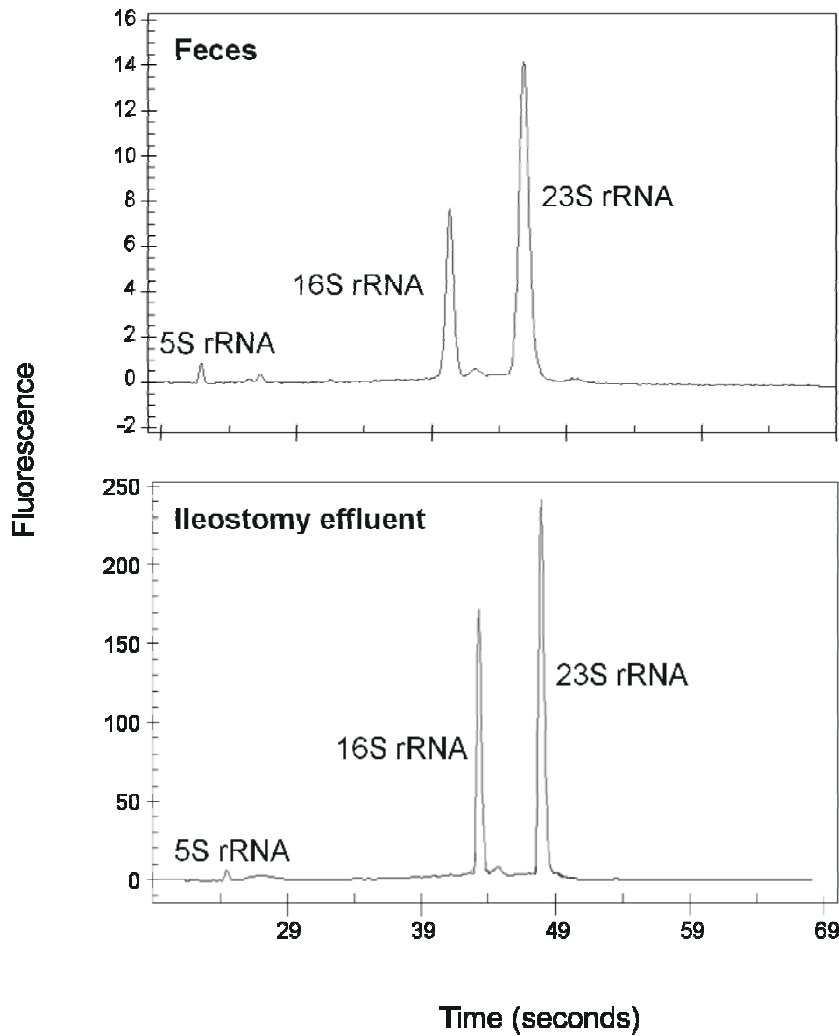 Fluorescence
Feces
16
14
12
10
8
6
4
2
0
-2
5S rRNA
16S rRNA
23S rRNA
Ileostomy effluent
250
200
150
100
50
0
5S rRNA
16S rRNA
23S rRNA
29 39 49 59 69
Time (seconds)